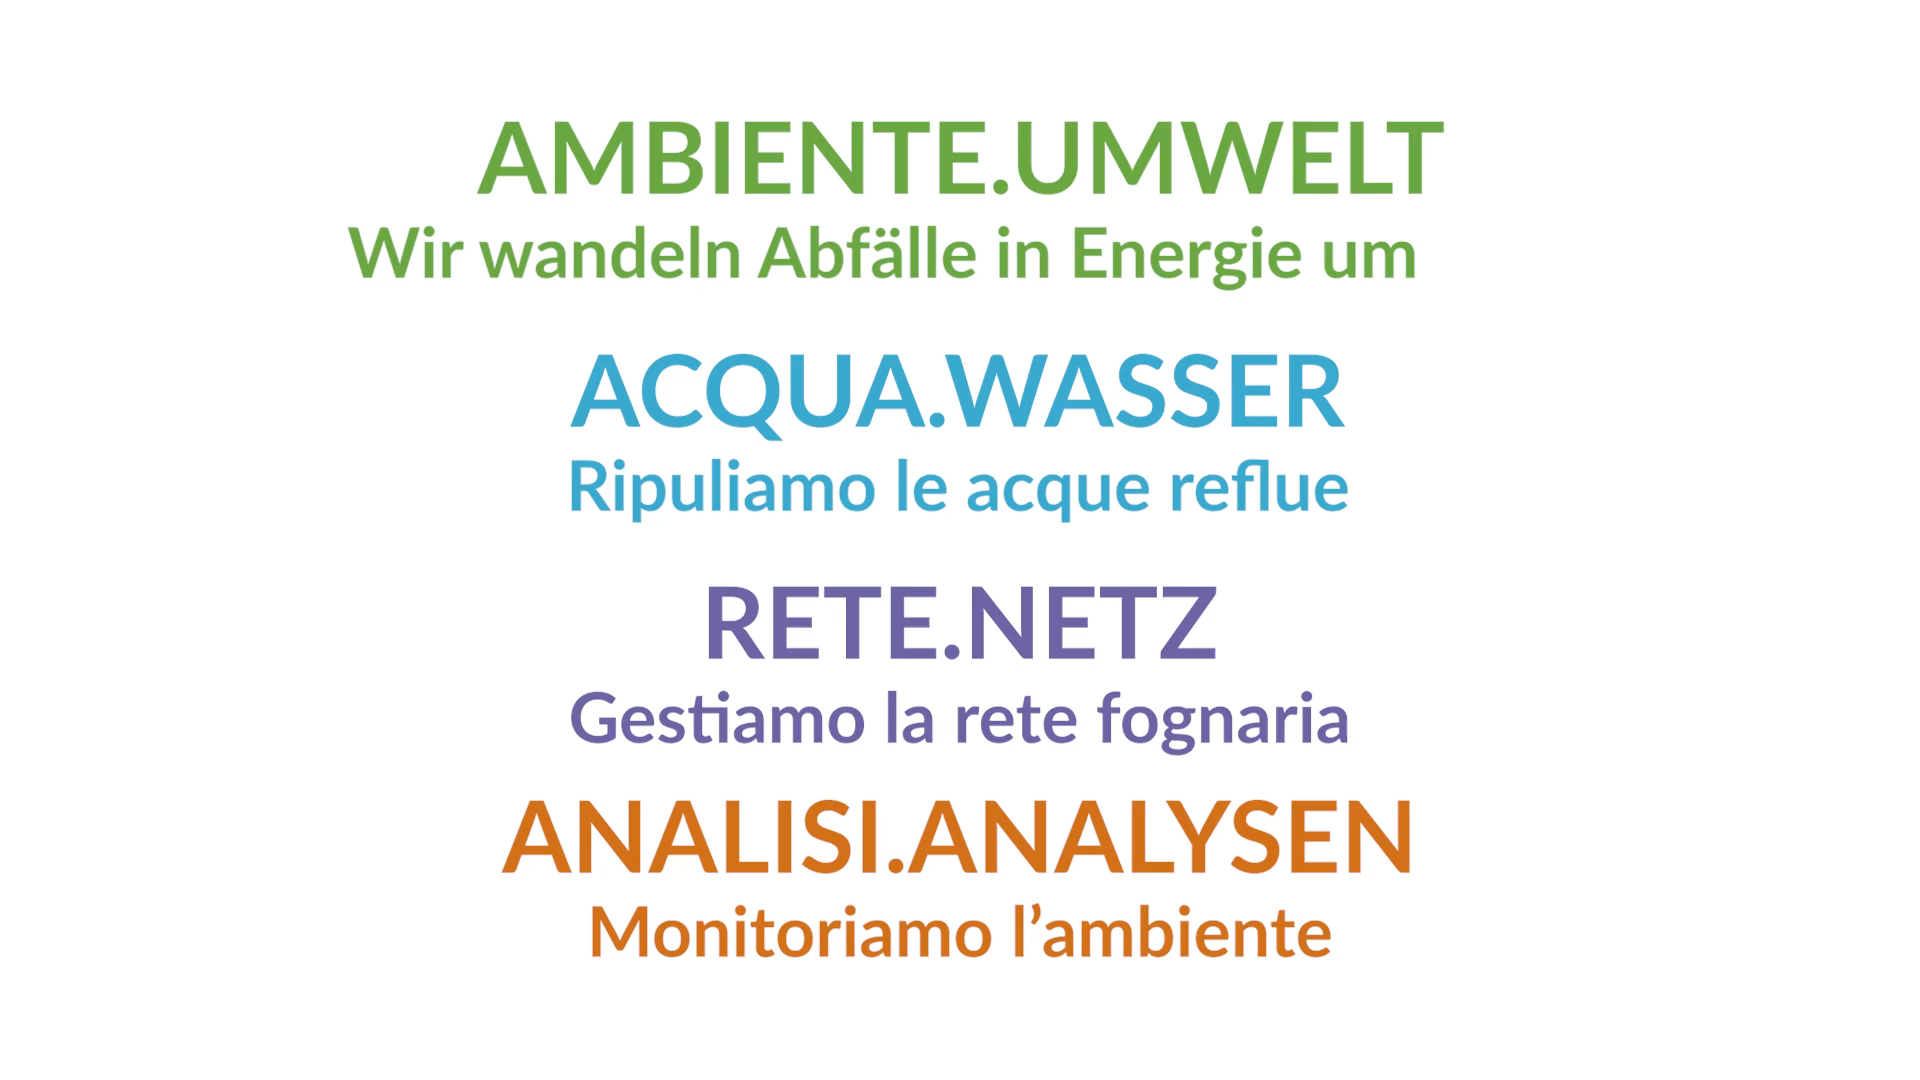 AMBIENTE.UMWELT
Wir wandeln Abfälle in Energie um
ACQUA.WASSER
Ripuliamo le acque reflue
RETE.NETZ
Gestiamo la rete fognaria
ANALISI.ANALYSEN
Monitoriamo l’ambiente